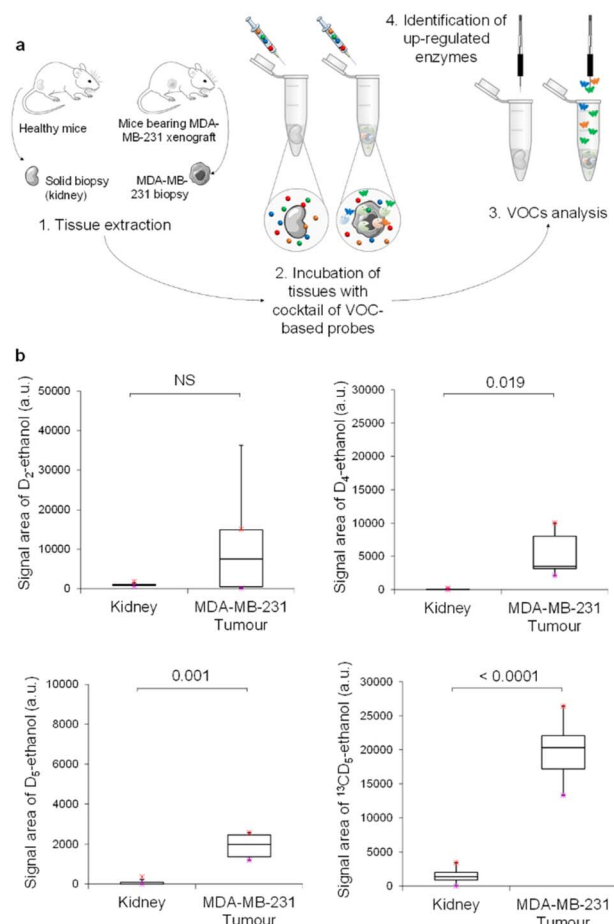 a
Healthy mice
Mice bearing MDA-
MB-231 xenograft
Solid biopsy
(kidney)
MDA-MB-
231 biopsy
1. Tissue extraction
2. Incubation of
tissues with
cocktail of VOC-
based probes
4. Identification of
up-regulated
enzymes
3. VOCs analysis
b
Signal area of D₂-ethanol (a.u.)
50000
40000
30000
20000
10000
0
NS
Kidney
MDA-MB-231
Tumour
Signal area of D₄-ethanol (a.u.)
30000
25000
20000
15000
10000
5000
0
0.019
Kidney
MDA-MB-231
Tumour
Signal area of D₅-ethanol (a.u.)
10000
8000
6000
4000
2000
0
0.001
Kidney
MDA-MB-231
Tumour
Signal area of ¹³CD₅-ethanol (a.u.)
30000
25000
20000
15000
10000
5000
0
< 0.0001
Kidney
MDA-MB-231
Tumour